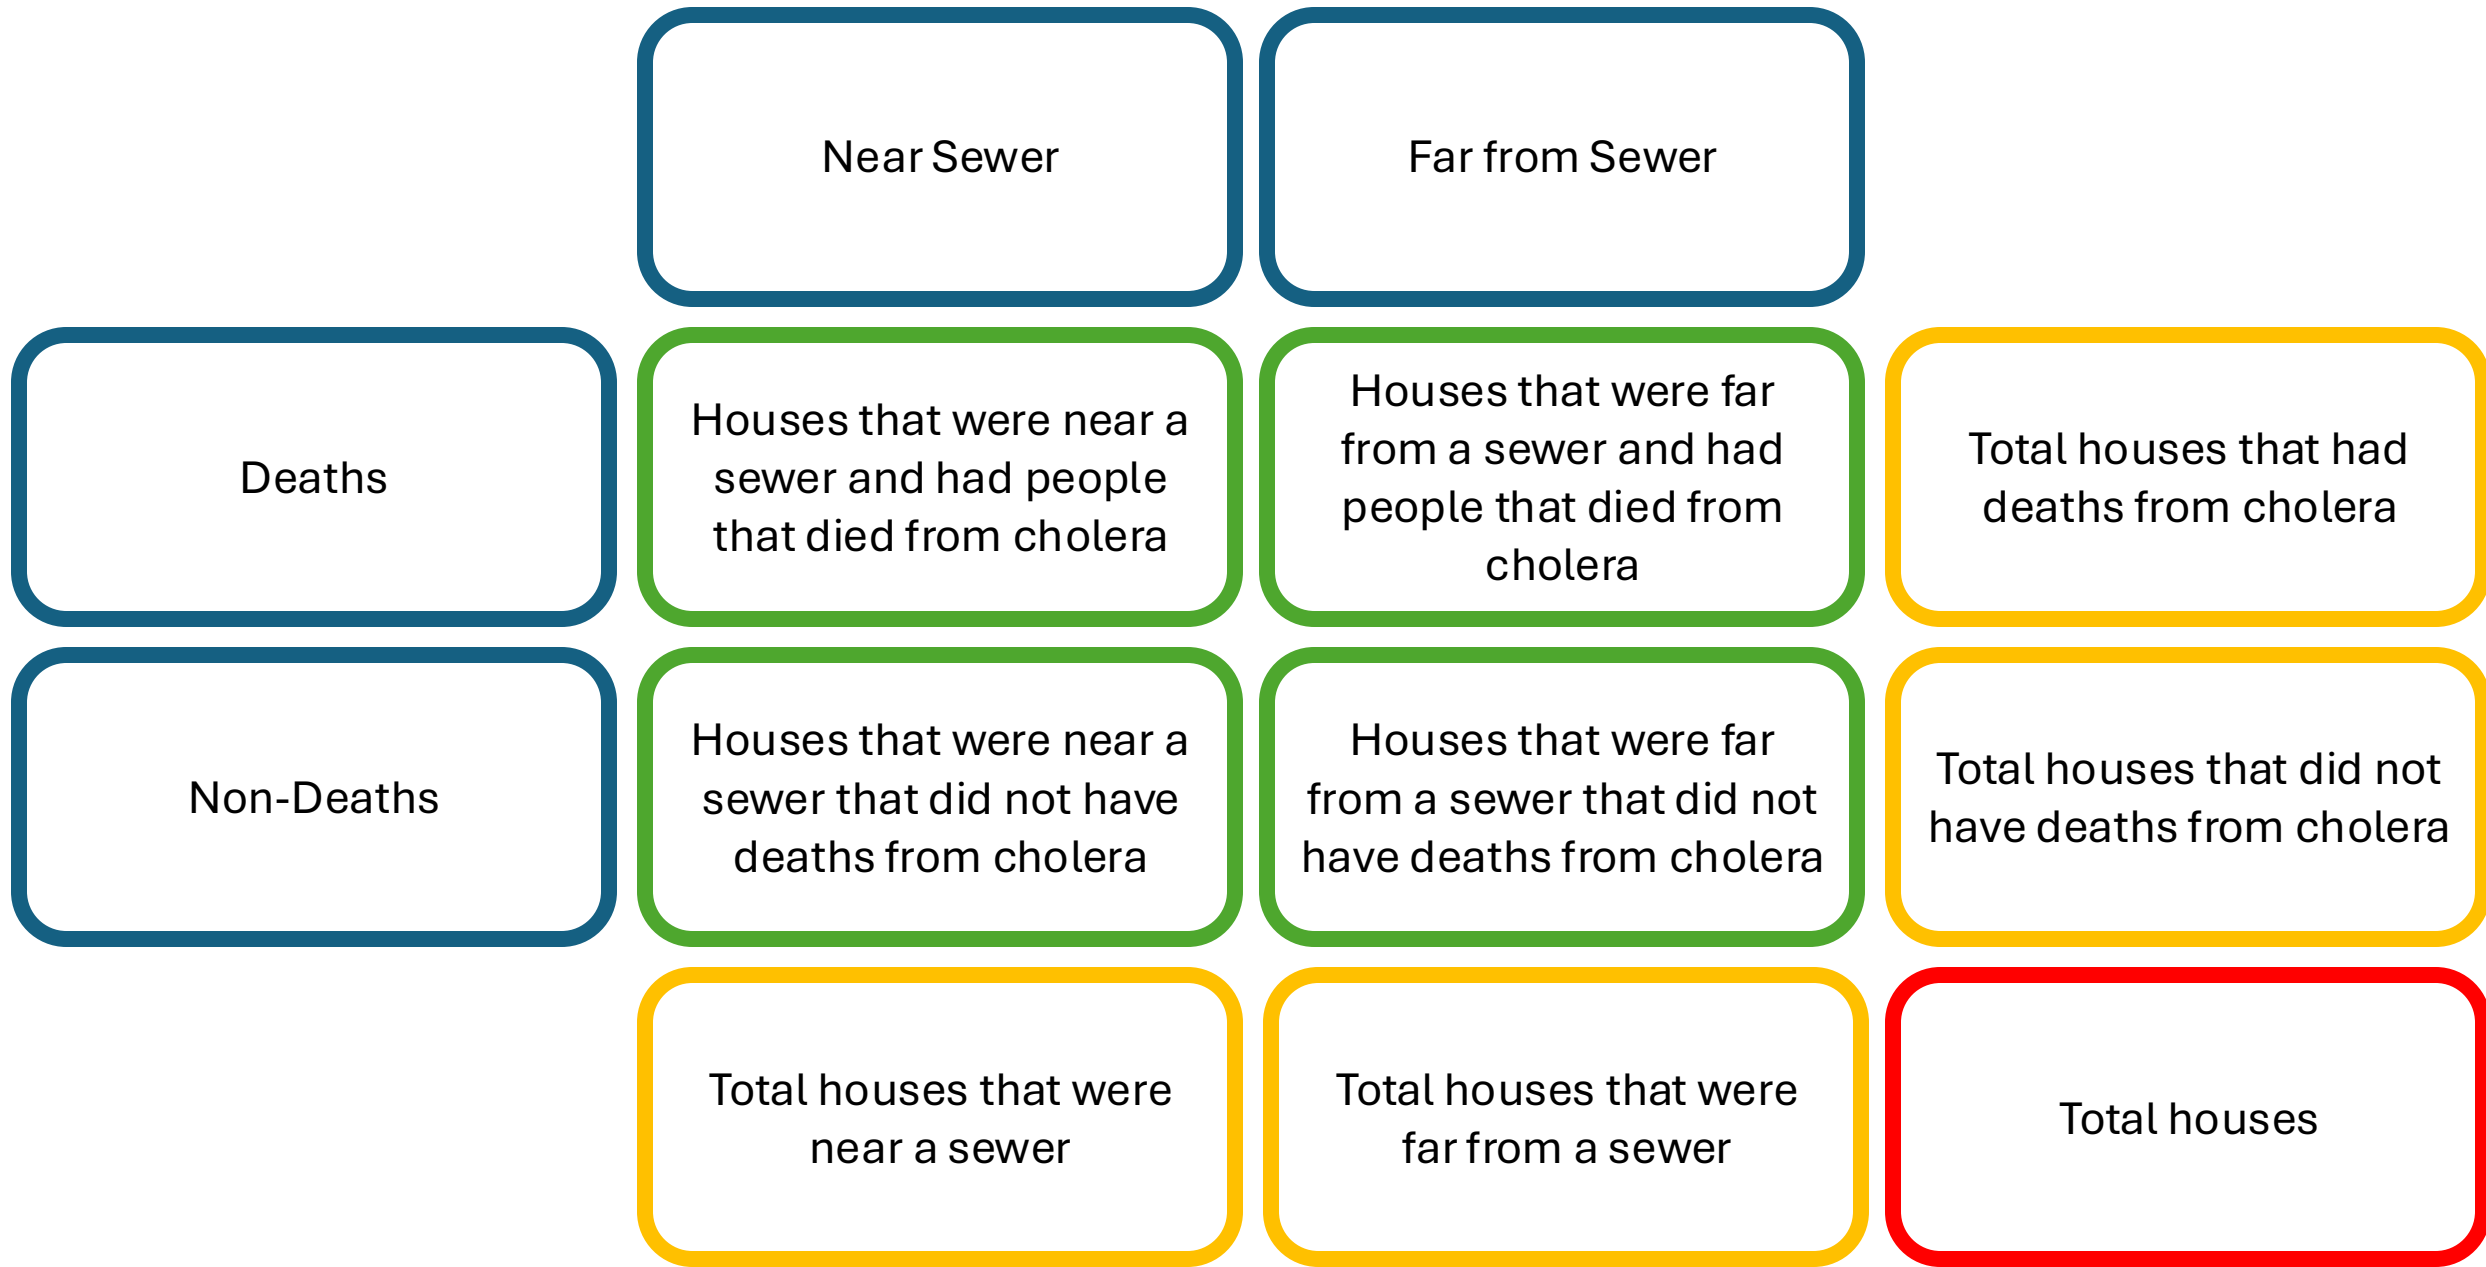 Near Sewer
Far from Sewer
Deaths
Houses that were near a
sewer and had people
that died from cholera
Houses that were far
from a sewer and had
people that died from
cholera
Total houses that had
deaths from cholera
Non-Deaths
Houses that were near a
sewer that did not have
deaths from cholera
Houses that were far
from a sewer that did not
have deaths from cholera
Total houses that did not
have deaths from cholera
Total houses that were
near a sewer
Total houses that were
far from a sewer
Total houses